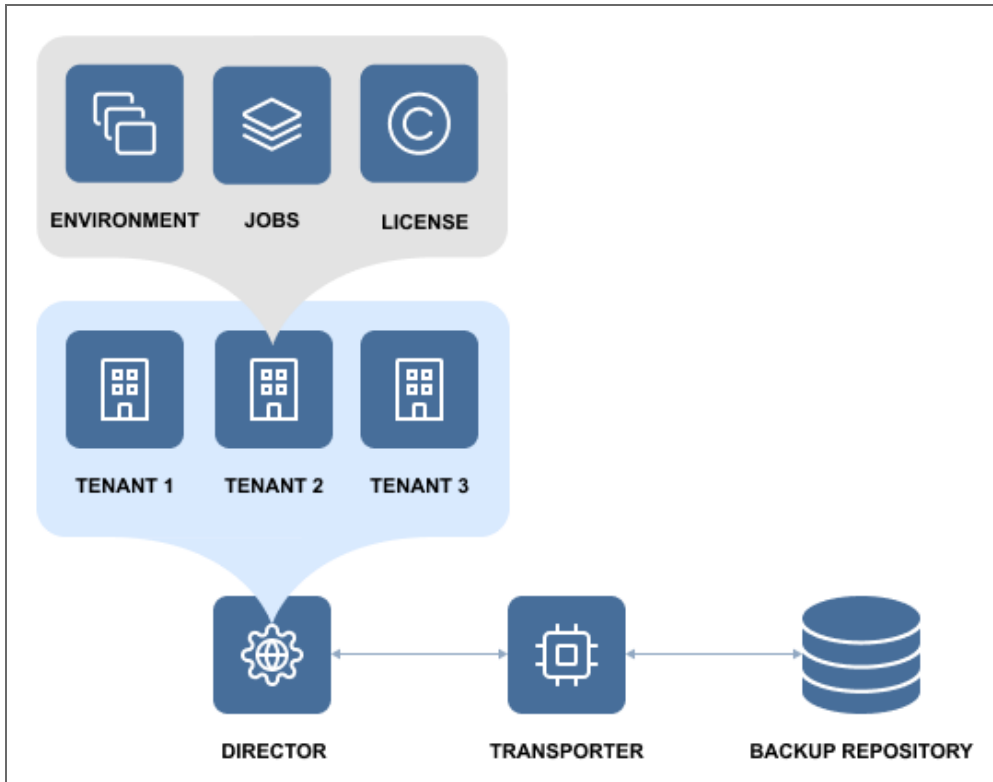 ENVIRONMENT JOBS LICENSE
TENANT 1 TENANT 2 TENANT 3
DIRECTOR TRANSPORTER BACKUP REPOSITORY